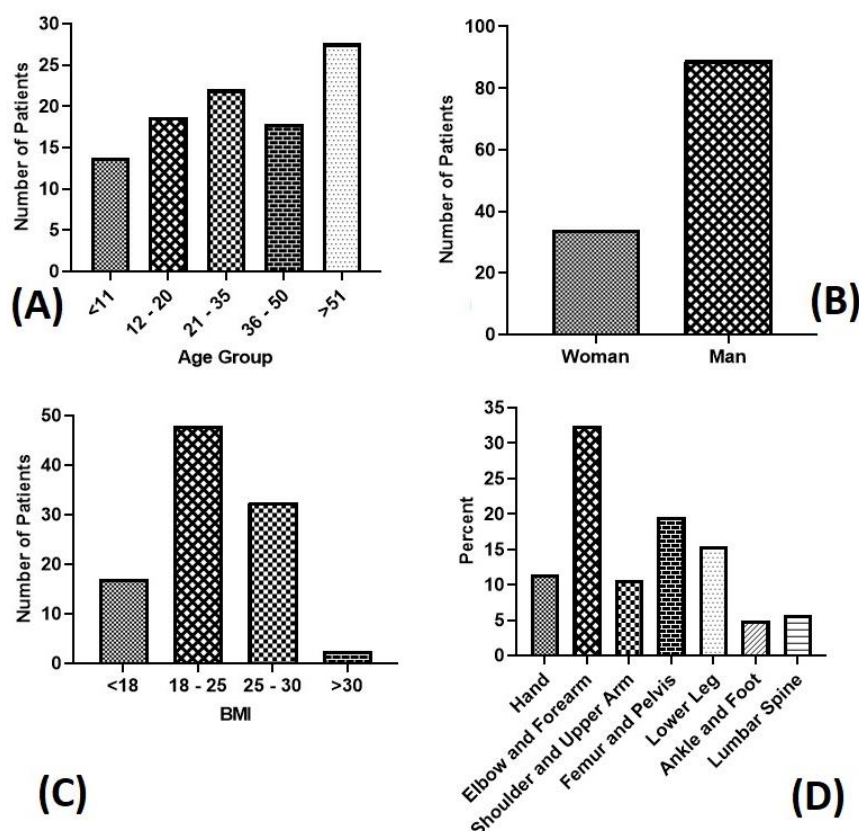 30
25
20
15
10
5
0
Number of Patients
<11
12 - 20
21 - 35
36 - 50
>51
Age Group
(A)
100
80
60
40
20
0
Number of Patients
Woman
Man
(B)
50
40
30
20
10
0
Number of Patients
<18
18 - 25
25 - 30
>30
BMI
(C)
35
30
25
20
15
10
5
0
Percent
Hand
Elbow and Forearm
Shoulder and Upper Arm
Femur and Pelvis
Lower Leg
Ankle and Foot
Lumbar Spine
(D)